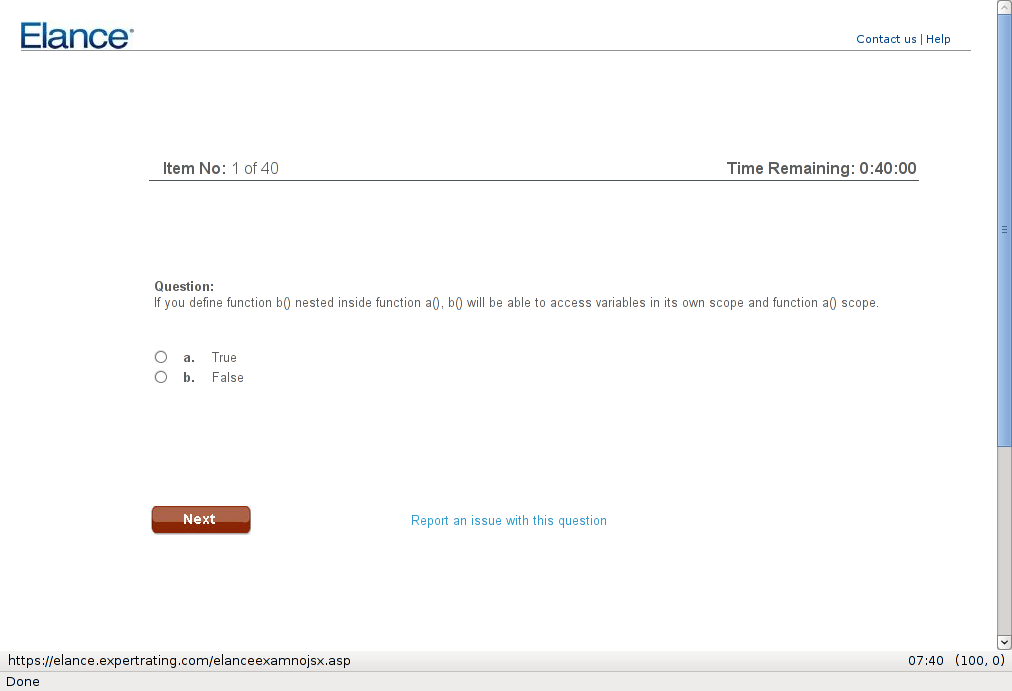 Elance
Contact us | Help
Item No: 1 of 40
Time Remaining: 0:40:00
Question:
If you define function b() nested inside function a(), b() will be able to access variables in its own scope and function a() scope.
a. True
b. False
Next
Report an issue with this question
https://elance.expertrating.com/elanceexamnojsx.asp
07:40 (100, 0)
Done